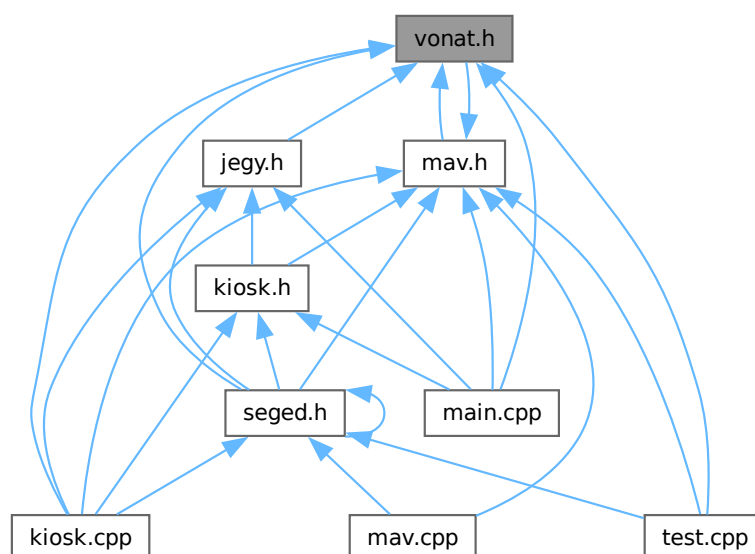 vonat.h
jegy.h
mav.h
kiosk.h
seged.h
main.cpp
kiosk.cpp
mav.cpp
test.cpp